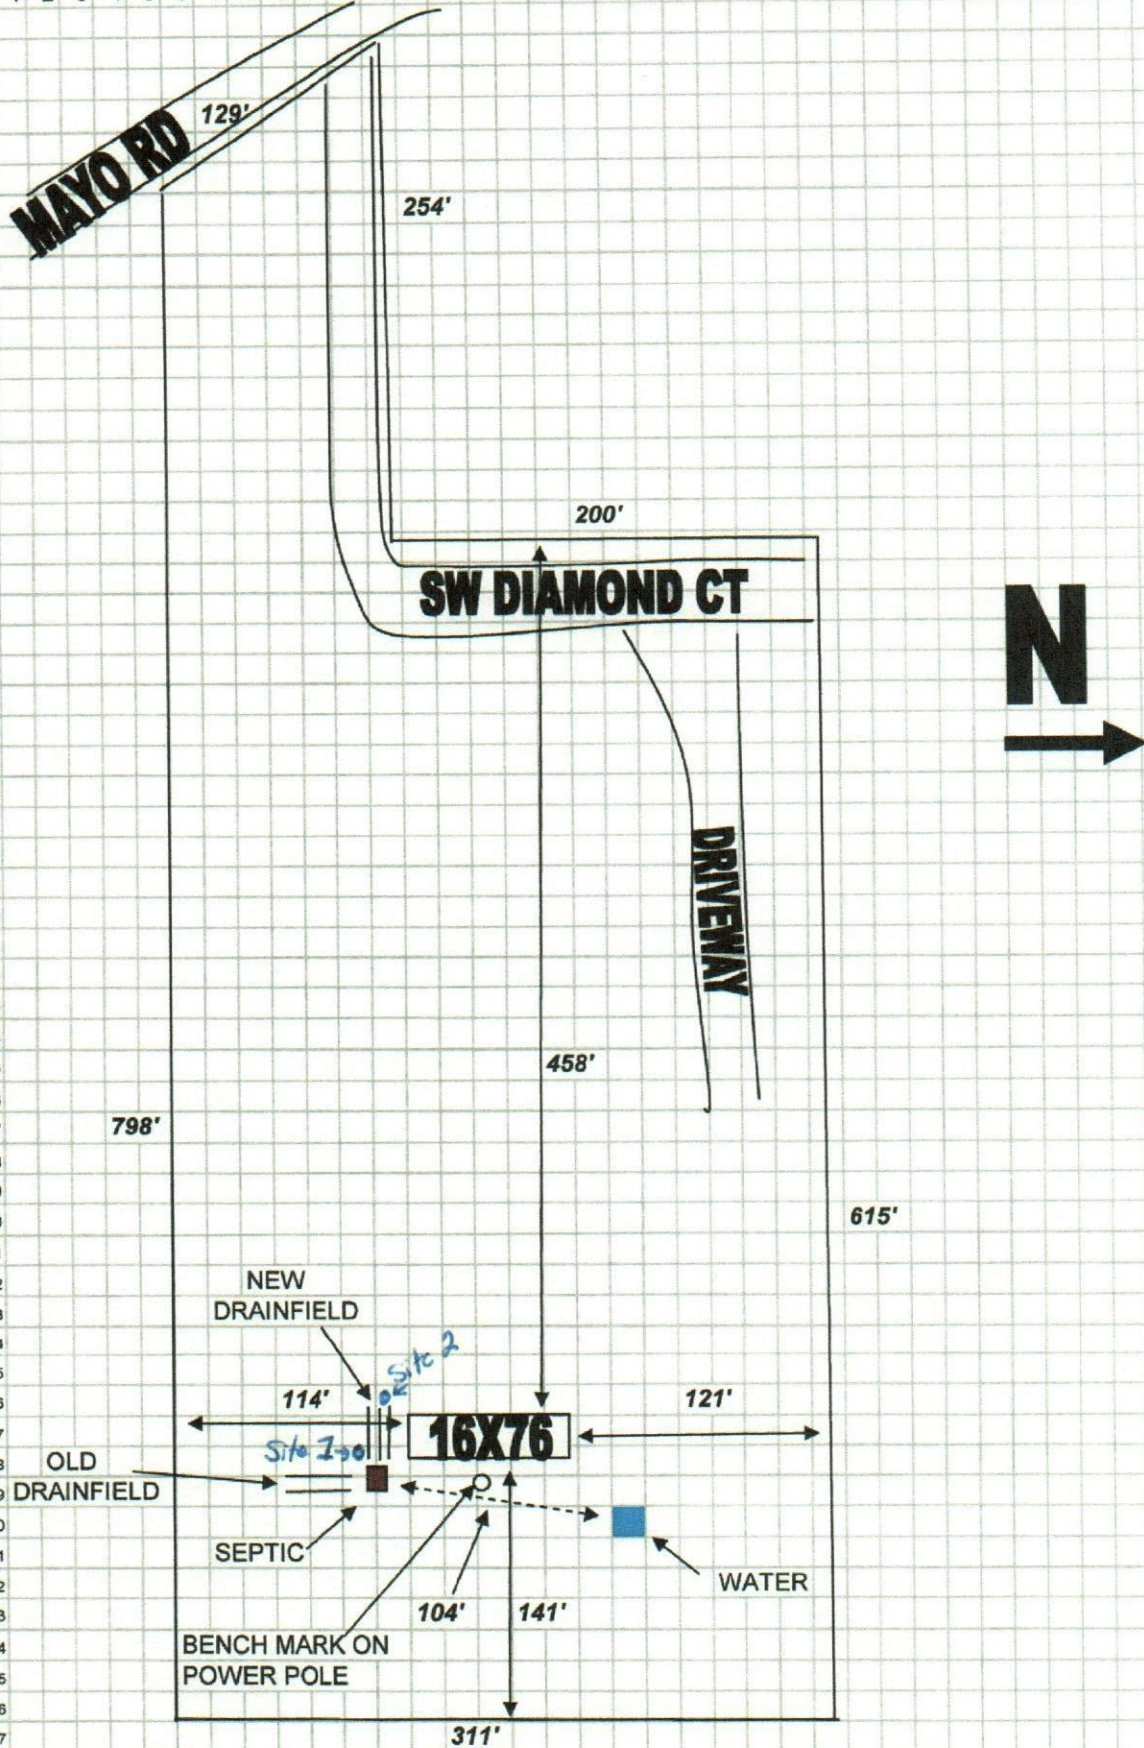 129'
MAYO RD
254'
200'
SW DIAMOND CT
N
DRIVEWAY
458'
798'
615'
NEW
DRAINFIELD
Site 2
114'
121'
16X76
Site 1
OLD
DRAINFIELD
SEPTIC
WATER
104'
141'
BENCH MARK ON
POWER POLE
311'